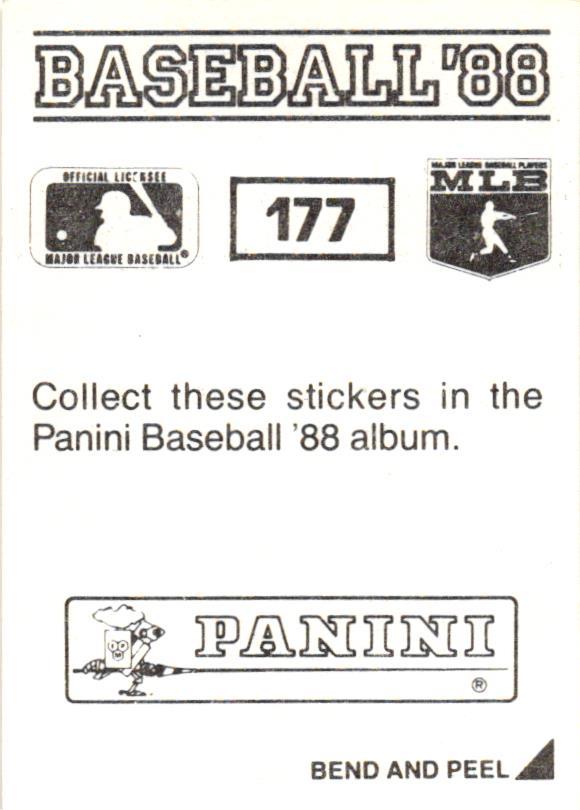 BASEBALL '88
OFFICIAL LICENSEE
MAJOR LEAGUE BASEBALL®
177
MAJOR LEAGUE BASEBALL PLAYERS
MLB
Collect these stickers in the
Panini Baseball '88 album.
PANINI
®
BEND AND PEEL